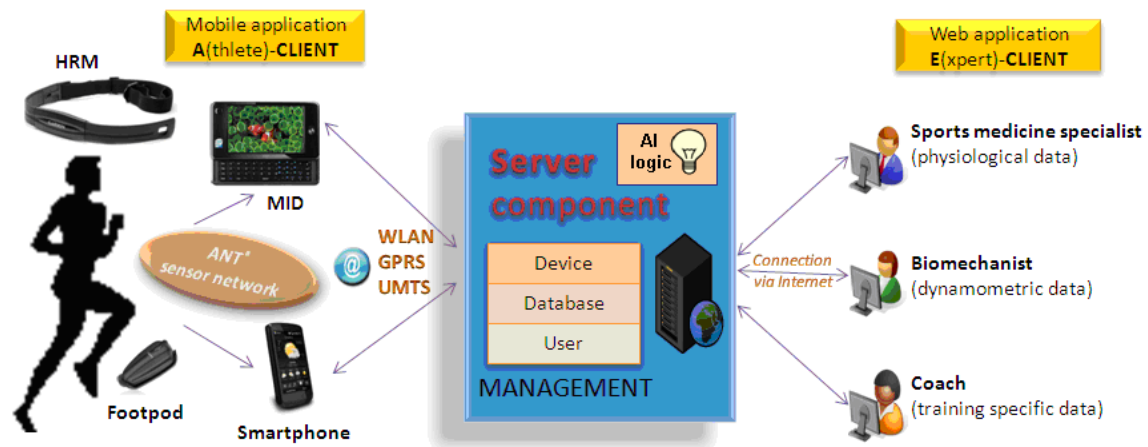 Mobile application
A(thlete)-CLIENT
Web application
E(xpert)-CLIENT
HRM
MID
ANT+
sensor network
WLAN
GPRS
UMTS
@
Footpod
Smartphone
AI
logic
Server
component
Device
Database
User
MANAGEMENT
Connection
via Internet
Sports medicine specialist
(physiological data)
Biomechanist
(dynamometric data)
Coach
(training specific data)